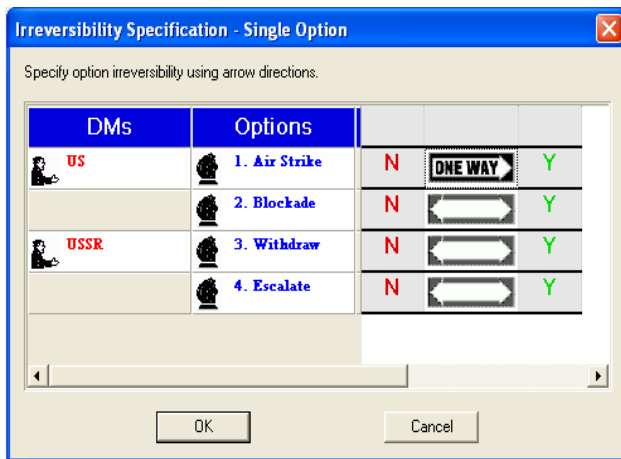 Irreversibility Specification - Single Option
Specify option irreversibility using arrow directions.
DMs Options
US 1. Air Strike N ONE WAY Y
2. Blockade N Y
USSR 3. Withdraw N Y
4. Escalate N Y
OK Cancel